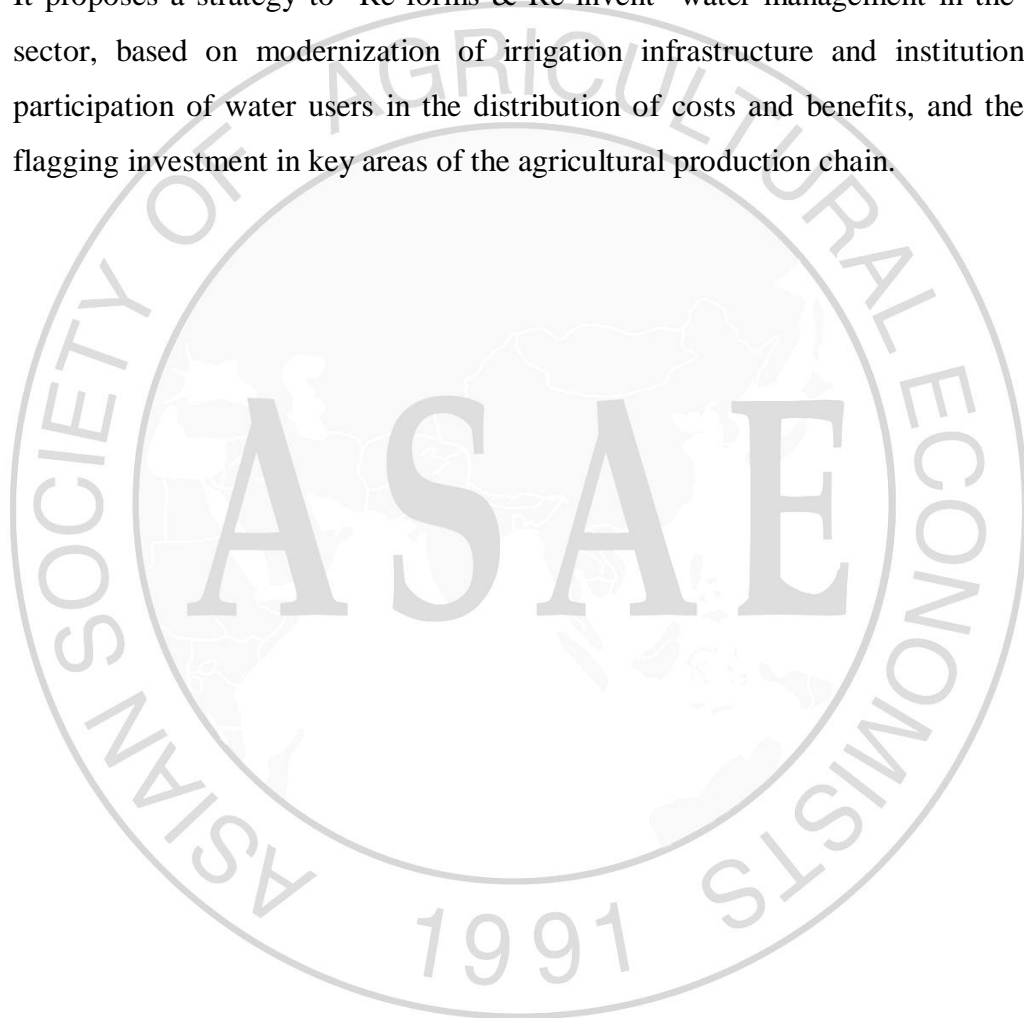 It proposes a strategy to Re-forms & Re-invent water management in the
sector, based on modernization of irrigation infrastructure and institution
participation of water users in the distribution of costs and benefits, and the
flagging investment in key areas of the agricultural production chain.
ASIAN SOCIETY OF AGRICULTURAL ECONOMISTS
ASAE
1991